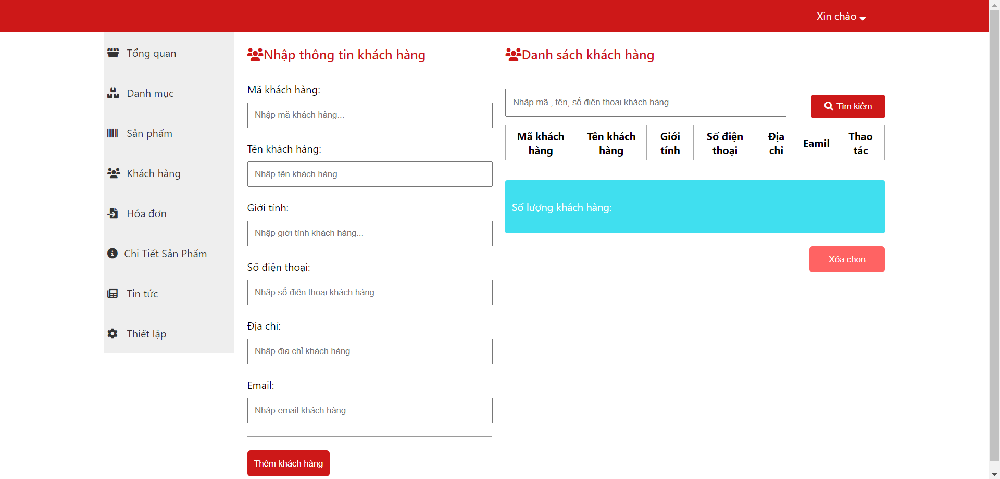 Xin chào
Tổng quan
Danh mục
Sản phẩm
Khách hàng
Hóa đơn
Chi Tiết Sản Phẩm
Tin tức
Thiết lập
Nhập thông tin khách hàng
Mã khách hàng:
Nhập mã khách hàng...
Tên khách hàng:
Nhập tên khách hàng...
Giới tính:
Nhập giới tính khách hàng...
Số điện thoại:
Nhập số điện thoại khách hàng...
Địa chỉ:
Nhập địa chỉ khách hàng...
Email:
Nhập email khách hàng...
Thêm khách hàng
Danh sách khách hàng
Nhập mã , tên, số điện thoại khách hàng
Tìm kiếm
Mã khách hàng
Tên khách hàng
Giới tính
Số điện thoại
Địa chỉ
Eamil
Thao tác
Số lượng khách hàng:
Xóa chọn